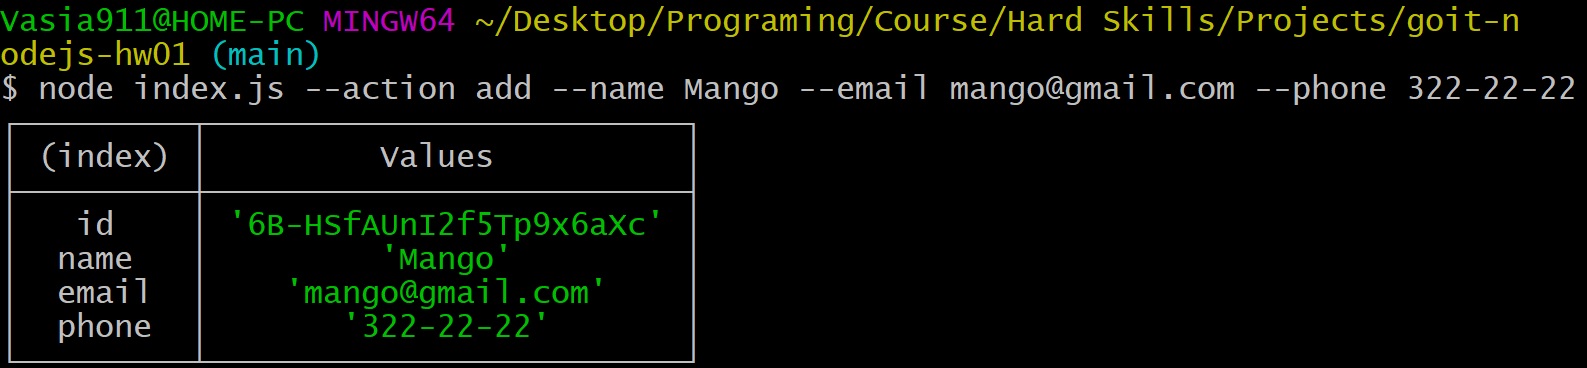 Vasia911@HOME-PC MINGW64 ~/Desktop/Programing/Course/Hard Skills/Projects/goit-n
odejs-hw01 (main)
$ node index.js --action add --name Mango --email mango@gmail.com --phone 322-22-22
(index) Values
id '6B-HSfAUnI2f5Tp9x6aXc'
name 'Mango'
email 'mango@gmail.com'
phone '322-22-22'